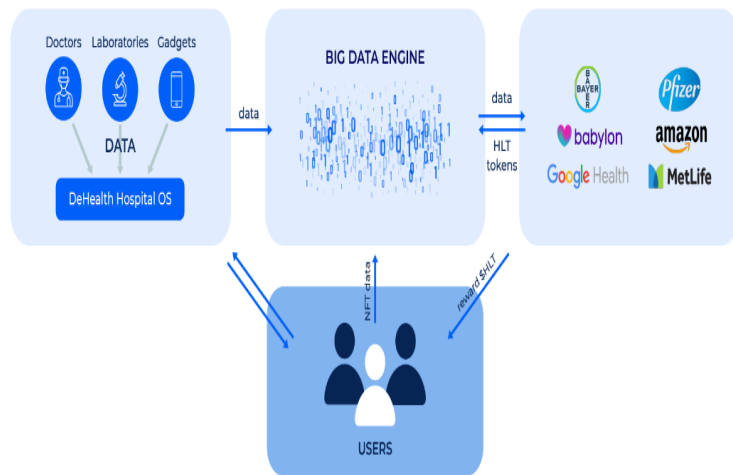 Doctors Laboratories Gadgets
DATA
DeHealth Hospital OS
data
BIG DATA ENGINE
data
HLT
tokens
BAYER
BAYER
Pfizer
babylon
amazon
Google Health
MetLife
NFT data
reward $HLT
USERS